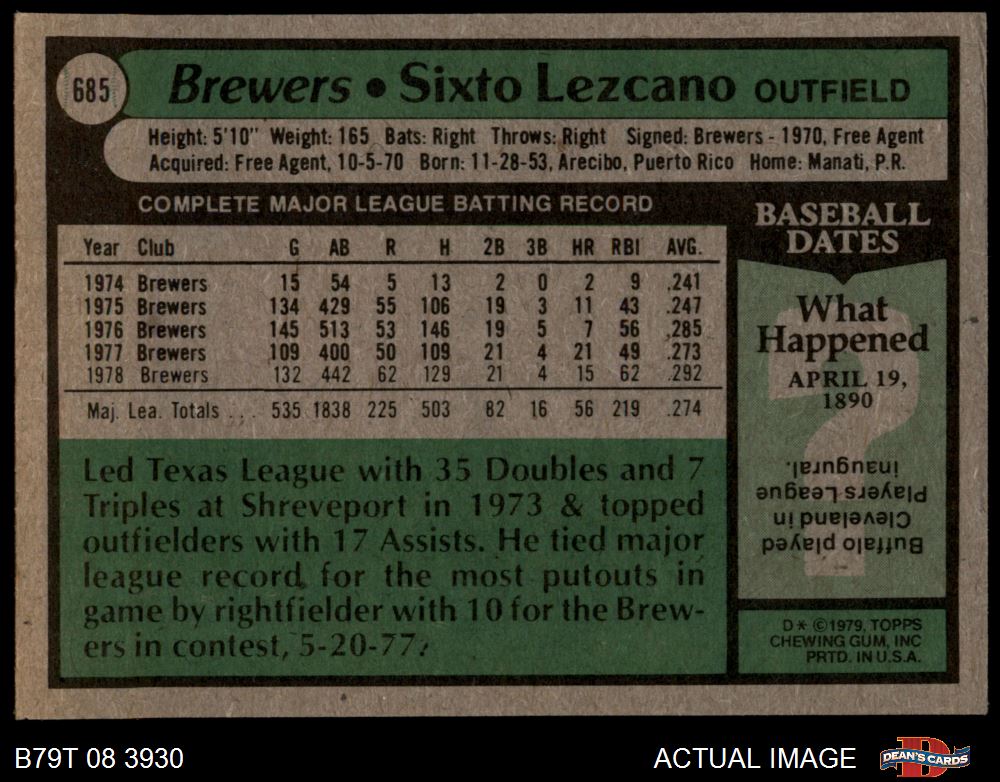 685
Brewers • Sixto Lezcano OUTFIELD
Height: 5'10" Weight: 165 Bats: Right Throws: Right Signed: Brewers - 1970, Free Agent
Acquired: Free Agent, 10-5-70 Born: 11-28-53, Arecibo, Puerto Rico Home: Manati, P.R.
COMPLETE MAJOR LEAGUE BATTING RECORD
Year Club G AB R H 2B 3B HR RBI AVG.
1974 Brewers 15 54 5 13 2 0 2 9 .241
1975 Brewers 134 429 55 106 19 3 11 43 .247
1976 Brewers 145 513 53 146 19 5 7 56 .285
1977 Brewers 109 400 50 109 21 4 21 49 .273
1978 Brewers 132 442 62 129 21 4 15 62 .292
Maj. Lea. Totals . . . 535 1838 225 503 82 16 56 219 .274
Led Texas League with 35 Doubles and 7
Triples at Shreveport in 1973 & topped
outfielders with 17 Assists. He tied major
league record for the most putouts in
game by rightfielder with 10 for the Brew-
ers in contest, 5-20-77.
BASEBALL
DATES
What
Happened
APRIL 19,
1890
?
Buffalo played
Cleveland in
Players League
inaugural.
D* ©1979, TOPPS
CHEWING GUM, INC
PRTD. IN U.S.A.
B79T 08 3930
ACTUAL IMAGE
D
DEAN'S CARDS